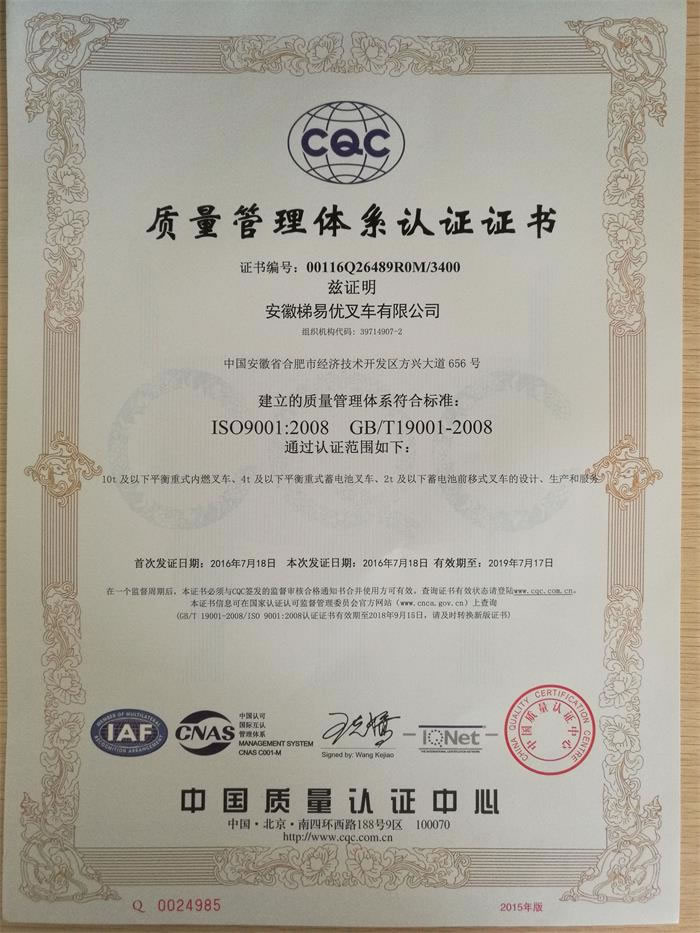 CQC
质量管理体系认证证书
证书编号：00116Q26489R0M/3400
兹证明
安徽梯易优叉车有限公司
组织机构代码：39714907-2
中国安徽省合肥市经济技术开发区方兴大道 656 号
建立的质量管理体系符合标准：
ISO9001:2008 GB/T19001-2008
通过认证范围如下：
10t 及以下平衡重式内燃叉车、4t 及以下平衡重式蓄电池叉车、2t 及以下蓄电池前移式叉车的设计、生产和服务
首次发证日期：2016年7月18日 本次发证日期：2016年7月18日 有效期至：2019年7月17日
在一个监督周期后，本证书必须与CQC签发的监督审核合格通知书合并使用方可有效。查询证书有效状态请登陆www.cqc.com.cn。
本证书信息可在国家认证认可监督管理委员会官方网站（www.cnca.gov.cn）上查询
(GB/T 19001-2008/ISO 9001:2008认证证书有效期至2018年9月15日，请及时转换新版证书)
MEMBER OF MULTILATERAL
IAF
RECOGNITION ARRANGEMENT
CNAS
中国认可
国际互认
管理体系
MANAGEMENT SYSTEM
CNAS C001-M
Signed by: Wang Kejiao
IQNet
THE INTERNATIONAL CERTIFICATION NETWORK
CHINA QUALITY CERTIFICATION CENTRE
中国质量认证中心
中国质量认证中心
中国·北京·南四环西路188号9区 100070
http://www.cqc.com.cn
Q 0024985
2015年版